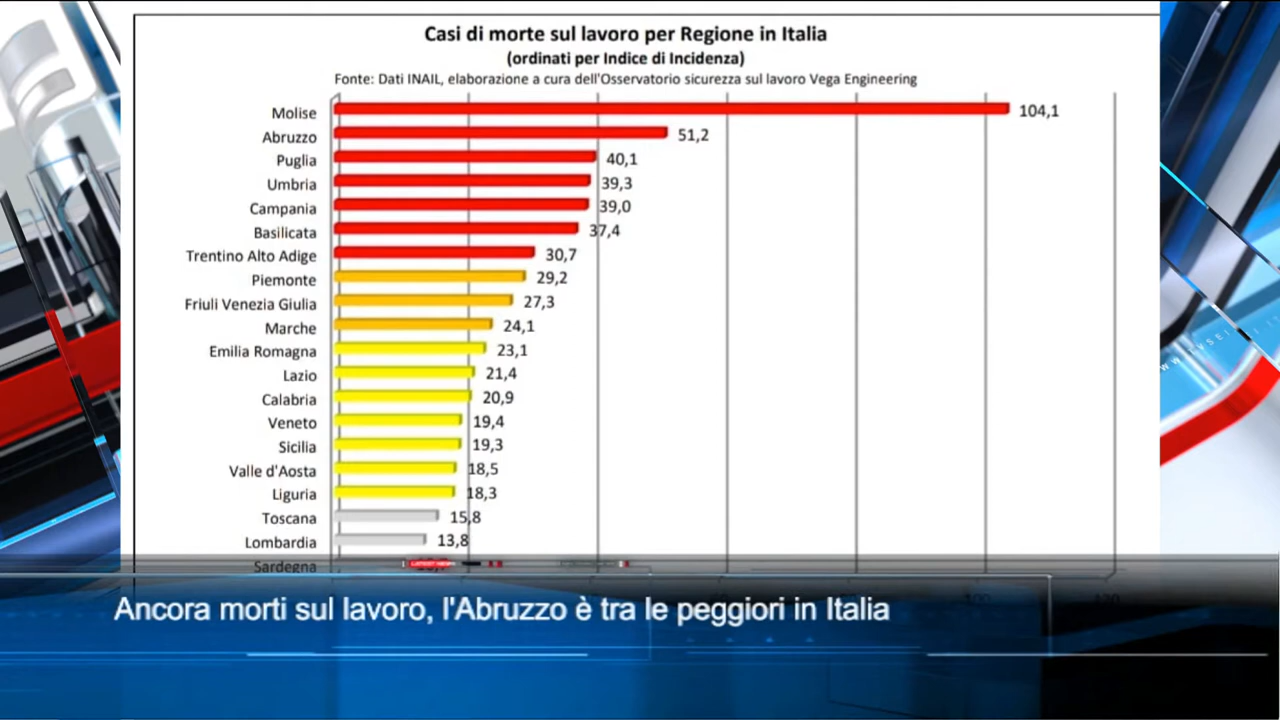 Casi di morte sul lavoro per Regione in Italia
(ordinati per Indice di Incidenza)
Fonte: Dati INAIL, elaborazione a cura dell'Osservatorio sicurezza sul lavoro Vega Engineering
Molise 104,1
Abruzzo 51,2
Puglia 40,1
Umbria 39,3
Campania 39,0
Basilicata 37,4
Trentino Alto Adige 30,7
Piemonte 29,2
Friuli Venezia Giulia 27,3
Marche 24,1
Emilia Romagna 23,1
Lazio 21,4
Calabria 20,9
Veneto 19,4
Sicilia 19,3
Valle d'Aosta 18,5
Liguria 18,3
Toscana 15,8
Lombardia 13,8
Sardegna
LATEST NEWS
Ancora morti sul lavoro, l'Abruzzo è tra le peggiori in Italia